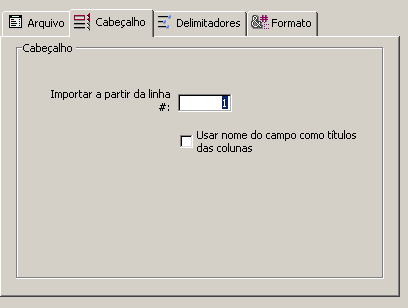 Arquivo Cabeçalho Delimitadores Formato
Cabeçalho
Importar a partir da linha
#: 1
Usar nome do campo como títulos
das colunas